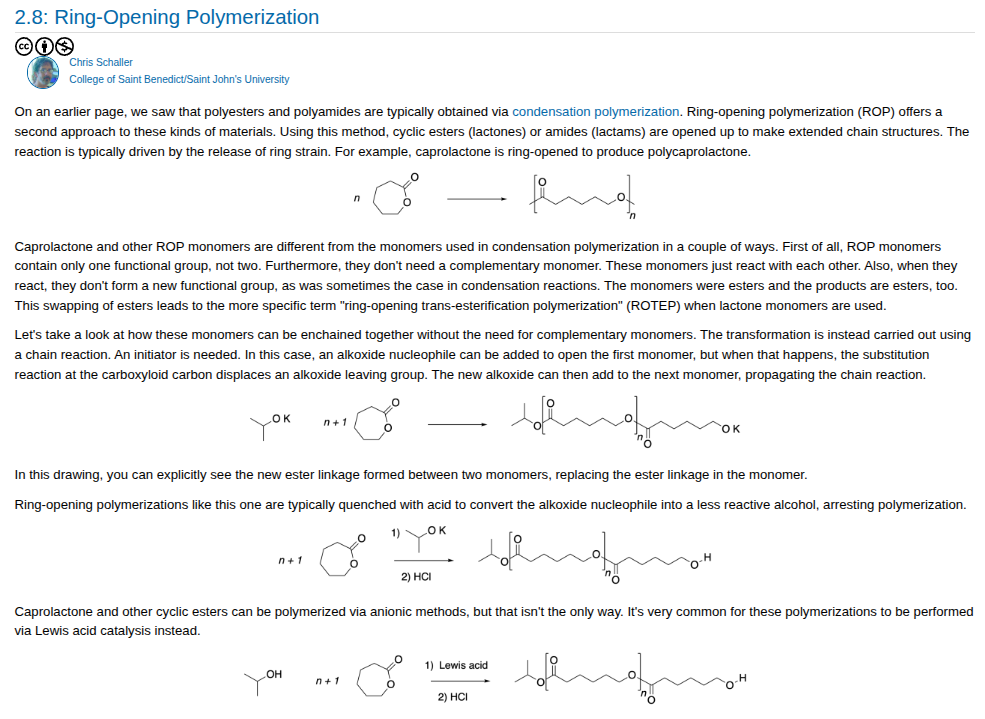 2.8: Ring-Opening Polymerization
cc $
Chris Schaller
College of Saint Benedict/Saint John's University
On an earlier page, we saw that polyesters and polyamides are typically obtained via condensation polymerization. Ring-opening polymerization (ROP) offers a
second approach to these kinds of materials. Using this method, cyclic esters (lactones) or amides (lactams) are opened up to make extended chain structures. The
reaction is typically driven by the release of ring strain. For example, caprolactone is ring-opened to produce polycaprolactone.
n O O O O n
Caprolactone and other ROP monomers are different from the monomers used in condensation polymerization in a couple of ways. First of all, ROP monomers
contain only one functional group, not two. Furthermore, they don't need a complementary monomer. These monomers just react with each other. Also, when they
react, they don't form a new functional group, as was sometimes the case in condensation reactions. The monomers were esters and the products are esters, too.
This swapping of esters leads to the more specific term "ring-opening trans-esterification polymerization" (ROTEP) when lactone monomers are used.
Let's take a look at how these monomers can be enchained together without the need for complementary monomers. The transformation is instead carried out using
a chain reaction. An initiator is needed. In this case, an alkoxide nucleophile can be added to open the first monomer, but when that happens, the substitution
reaction at the carboxyloid carbon displaces an alkoxide leaving group. The new alkoxide can then add to the next monomer, propagating the chain reaction.
O K n + 1 O O O O O n O O K
In this drawing, you can explicitly see the new ester linkage formed between two monomers, replacing the ester linkage in the monomer.
Ring-opening polymerizations like this one are typically quenched with acid to convert the alkoxide nucleophile into a less reactive alcohol, arresting polymerization.
n + 1 O O 1) O K 2) HCl O O O n O O H
Caprolactone and other cyclic esters can be polymerized via anionic methods, but that isn't the only way. It's very common for these polymerizations to be performed
via Lewis acid catalysis instead.
OH n + 1 O O 1) Lewis acid 2) HCl O O O n O O H